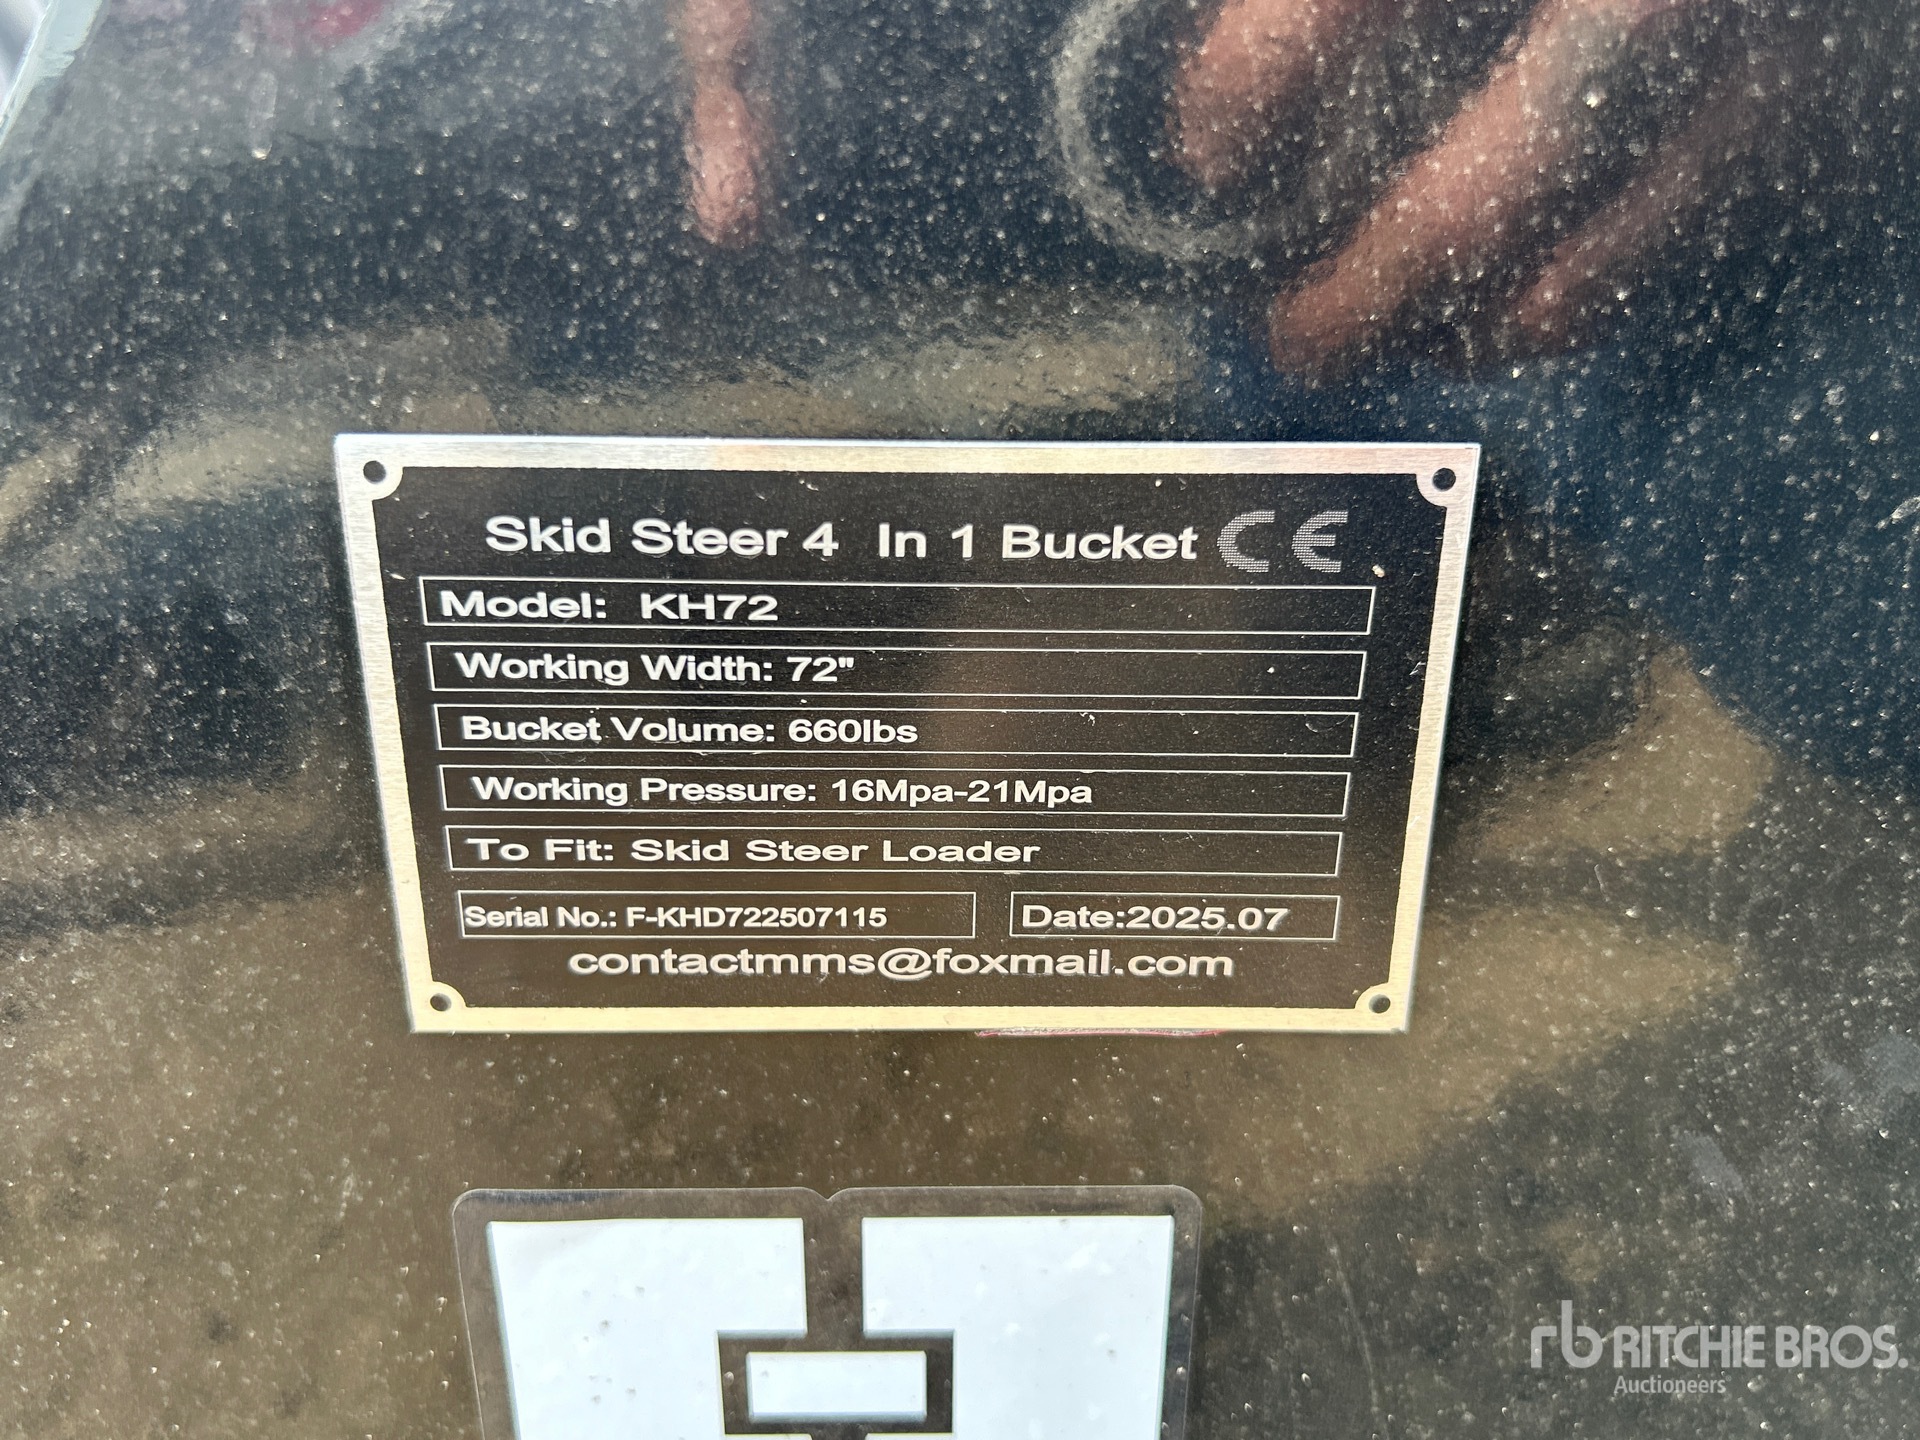 Skid Steer 4 In 1 Bucket CE
Model: KH72
Working Width: 72"
Bucket Volume: 660lbs
Working Pressure: 16Mpa-21Mpa
To Fit: Skid Steer Loader
Serial No.: F-KHD722507115 Date:2025.07
contactmms@foxmail.com
rb RITCHIE BROS.
Auctioneers